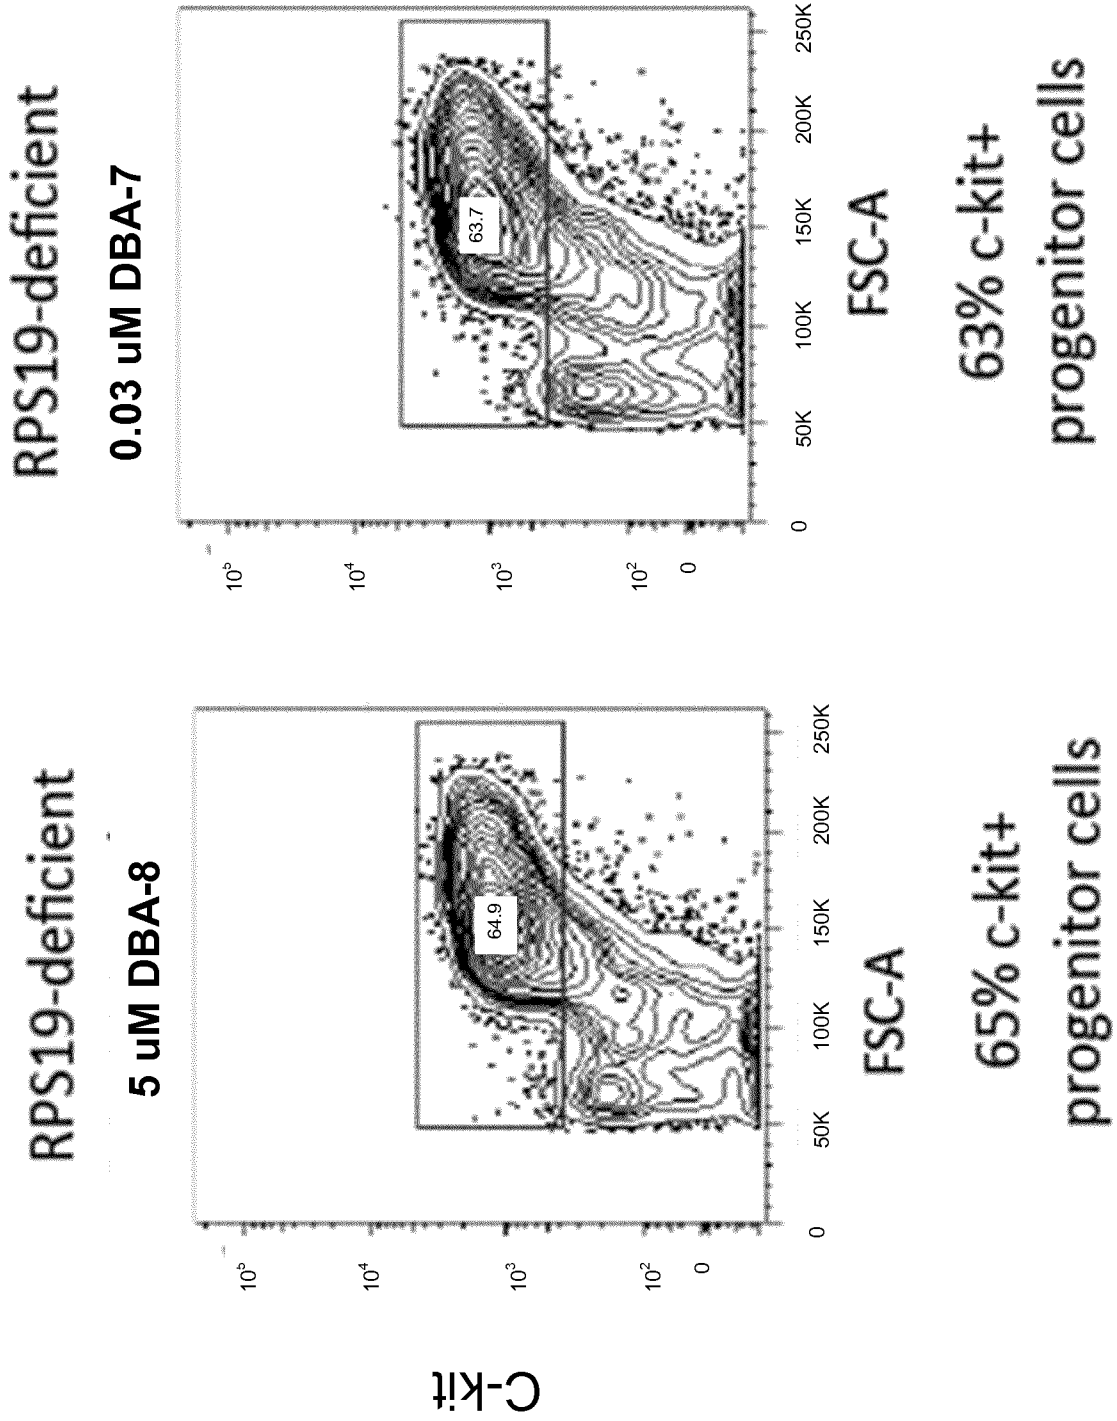 RPS19-deficient
5 uM DBA-8
C-kit
10⁵
10⁴
10³
10²
0
64.9
0
50K
100K
150K
200K
250K
FSC-A
65% c-kit+
progenitor cells
RPS19-deficient
0.03 uM DBA-7
10⁵
10⁴
10³
10²
0
63.7
0
50K
100K
150K
200K
250K
FSC-A
63% c-kit+
progenitor cells